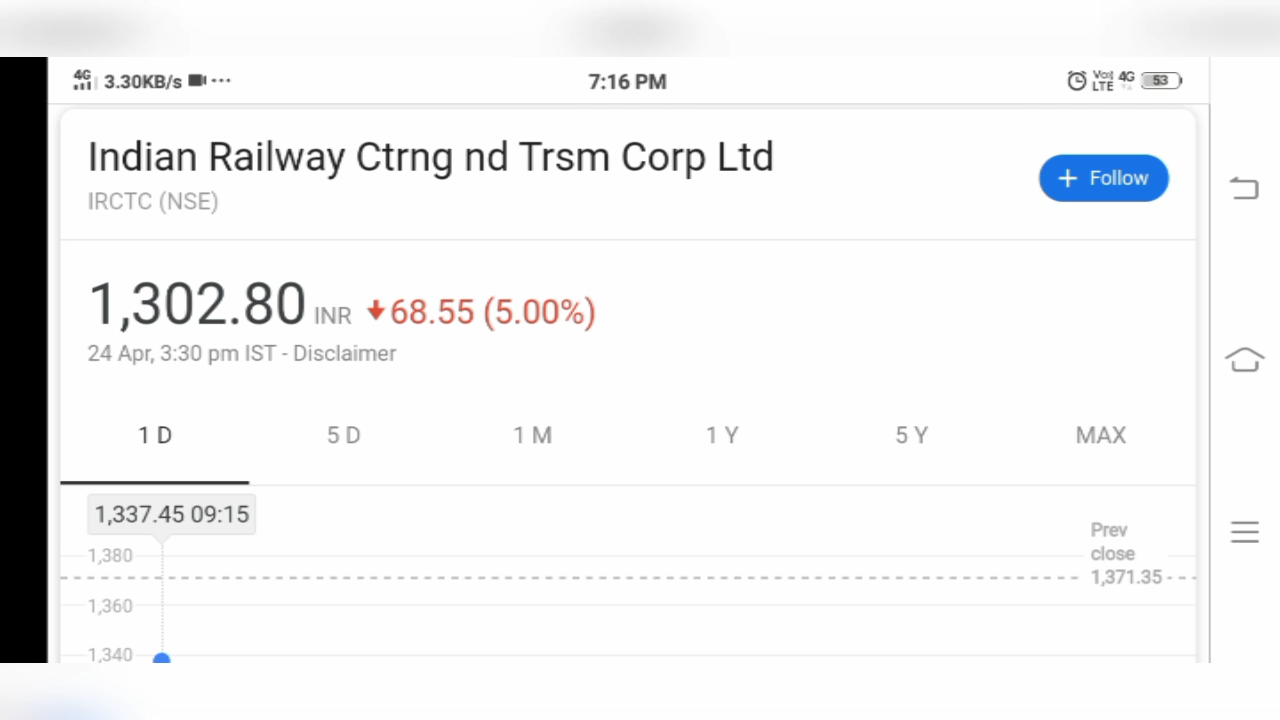 4G 3.30KB/s ... 7:16 PM Vo) LTE 4G 53
Indian Railway Ctrng nd Trsm Corp Ltd
+ Follow
IRCTC (NSE)
1,302.80 INR ↓68.55 (5.00%)
24 Apr, 3:30 pm IST - Disclaimer
1 D 5 D 1 M 1 Y 5 Y MAX
1,337.45 09:15
Prev
close
1,371.35
1,380
1,360
1,340